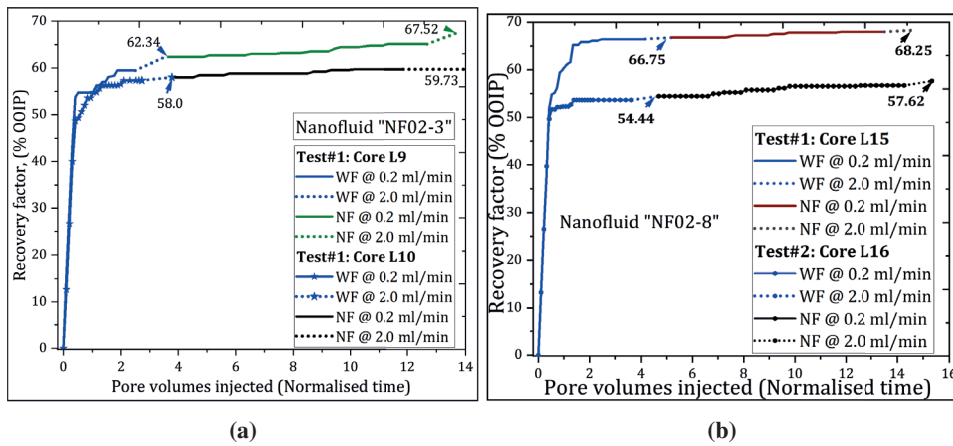 (a)
Recovery factor, (% OOIP)
70
60
50
40
30
20
10
0
0
2
4
6
8
10
12
14
Pore volumes injected (Normalised time)
62.34
67.52
58.0
59.73
Nanofluid "NF02-3"
Test#1: Core L9
WF @ 0.2 ml/min
WF @ 2.0 ml/min
NF @ 0.2 ml/min
NF @ 2.0 ml/min
Test#1: Core L10
WF @ 0.2 ml/min
WF @ 2.0 ml/min
NF @ 0.2 ml/min
NF @ 2.0 ml/min
(a)
(b)
Recovery factor (% OOIP)
70
60
50
40
30
20
10
0
0
2
4
6
8
10
12
14
16
Pore volumes injected (Normalised time)
66.75
68.25
54.44
57.62
Nanofluid "NF02-8"
Test#1: Core L15
WF @ 0.2 ml/min
WF @ 2.0 ml/min
NF @ 0.2 ml/min
NF @ 2.0 ml/min
Test#2: Core L16
WF @ 0.2 ml/min
WF @ 2.0 ml/min
NF @ 0.2 ml/min
NF @ 2.0 ml/min
(b)